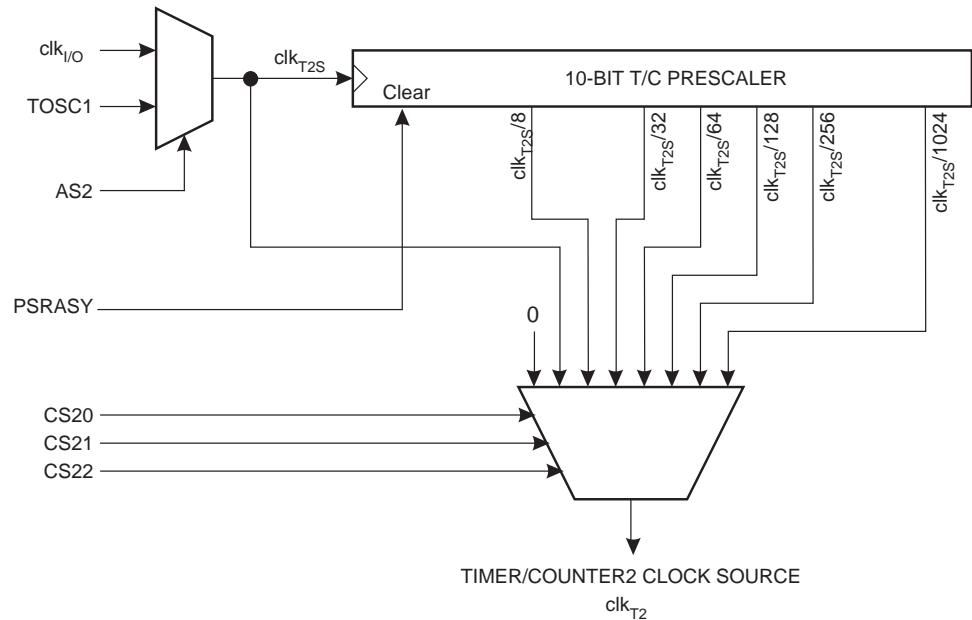 clkI/O
clkT2S
10-BIT T/C PRESCALER
TOSC1
Clear
clkT2S/8
clkT2S/32
clkT2S/64
clkT2S/128
clkT2S/256
clkT2S/1024
AS2
PSRASY
0
CS20
CS21
CS22
TIMER/COUNTER2 CLOCK SOURCE
clkT2